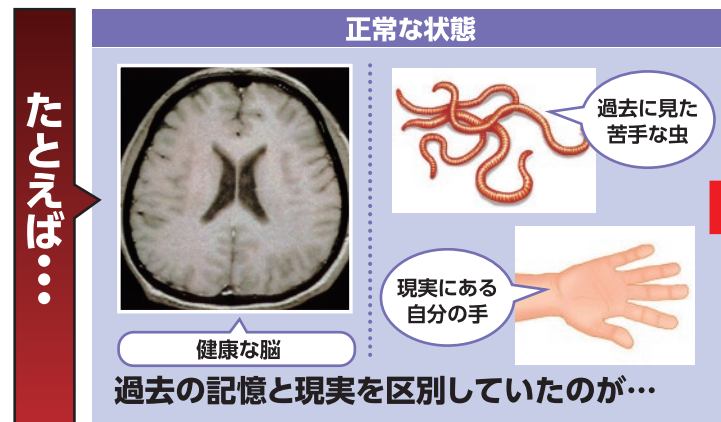 たとえば…
正常な状態
健康な脳
過去に見た
苦手な虫
現実にある
自分の手
過去の記憶と現実を区別していたのが…